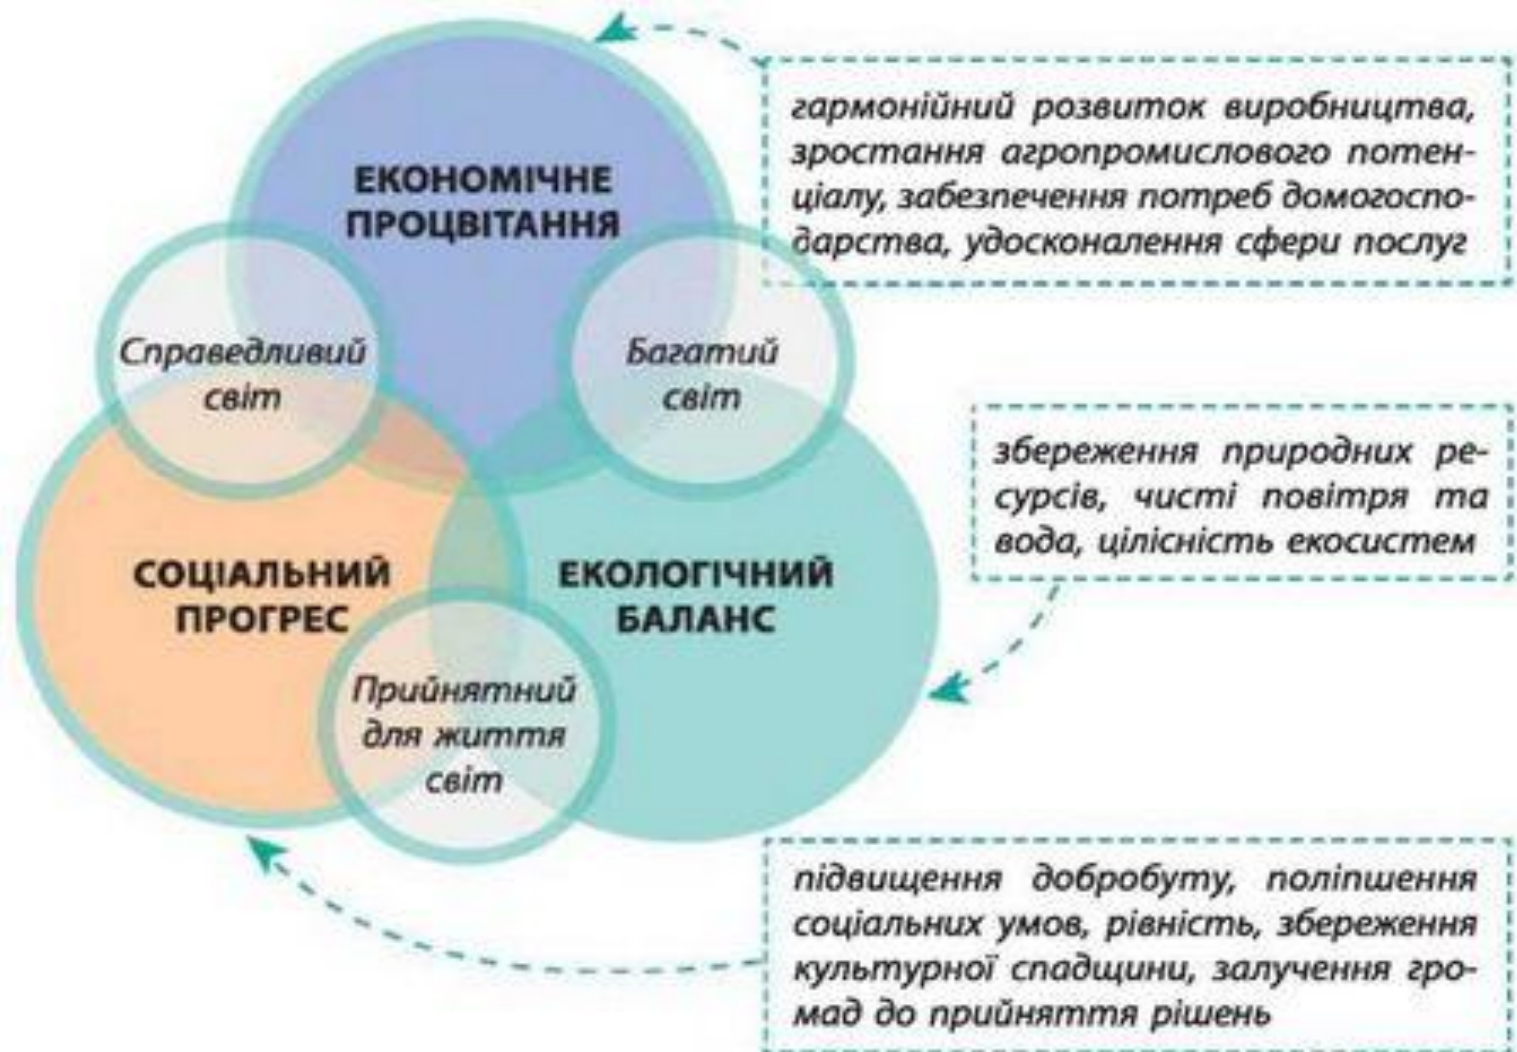 ЕКОНОМІЧНЕ
ПРОЦВІТАННЯ
гармонійний розвиток виробництва,
зростання агропромислового потен-
ціалу, забезпечення потреб домогоспо-
дарства, удосконалення сфери послуг
Справедливий
світ
Багатий
світ
збереження природних ре-
сурсів, чисті повітря та
вода, цілісність екосистем
СОЦІАЛЬНИЙ
ПРОГРЕС
ЕКОЛОГІЧНИЙ
БАЛАНС
Прийнятний
для життя
світ
підвищення добробуту, поліпшення
соціальних умов, рівність, збереження
культурної спадщини, залучення гро-
мад до прийняття рішень